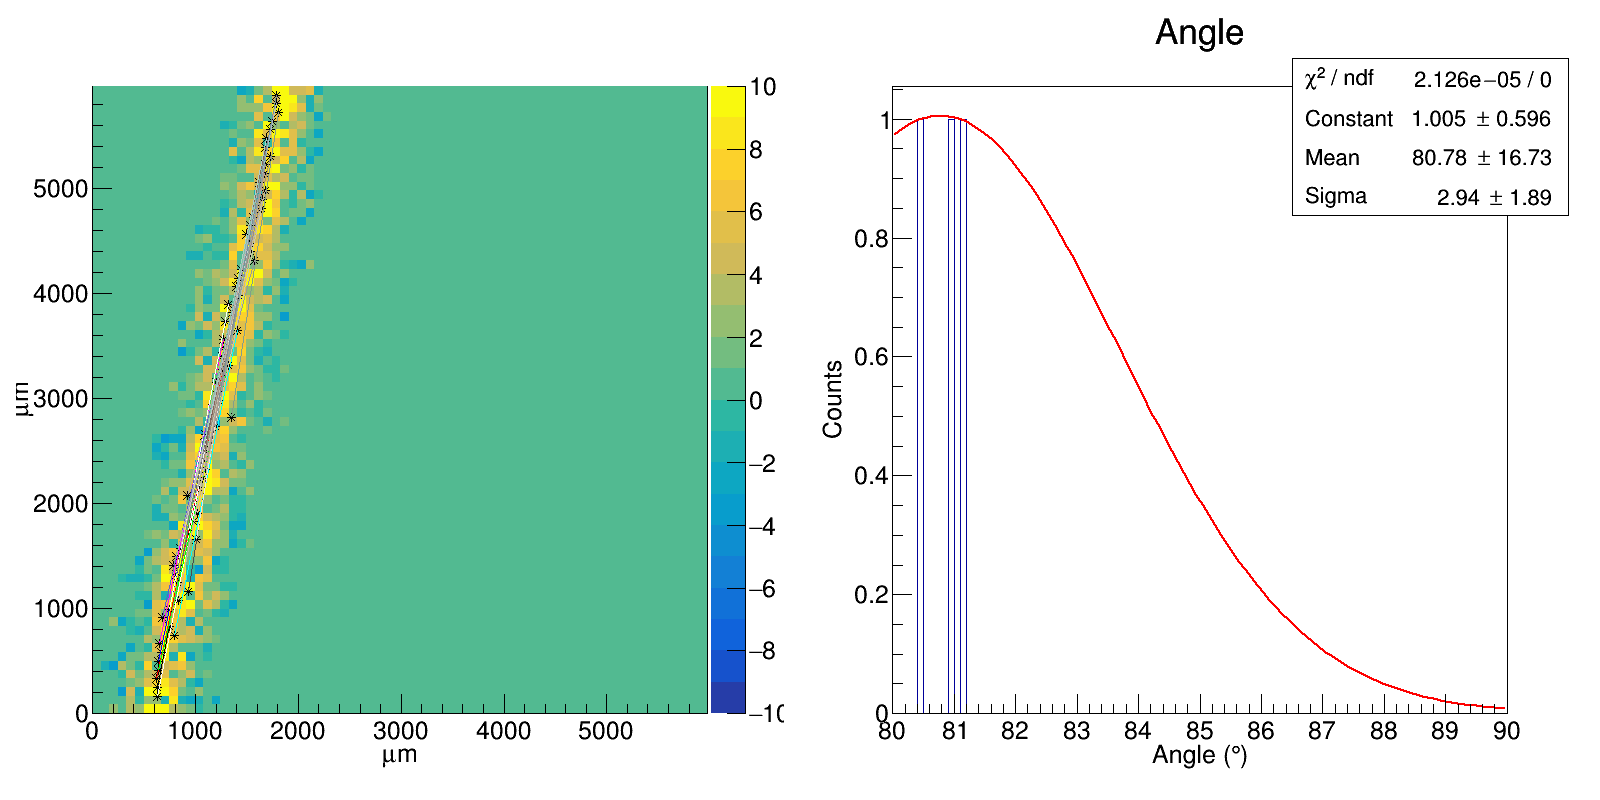 Angle
χ² / ndf 2.126e−05 / 0
Constant 1.005 ± 0.596
Mean 80.78 ± 16.73
Sigma 2.94 ± 1.89
10
8
6
4
2
0
−2
−4
−6
−8
−10
5000
4000
3000
2000
1000
0
μm
0 1000 2000 3000 4000 5000
μm
1
0.8
0.6
0.4
0.2
0
Counts
80 81 82 83 84 85 86 87 88 89 90
Angle (°)